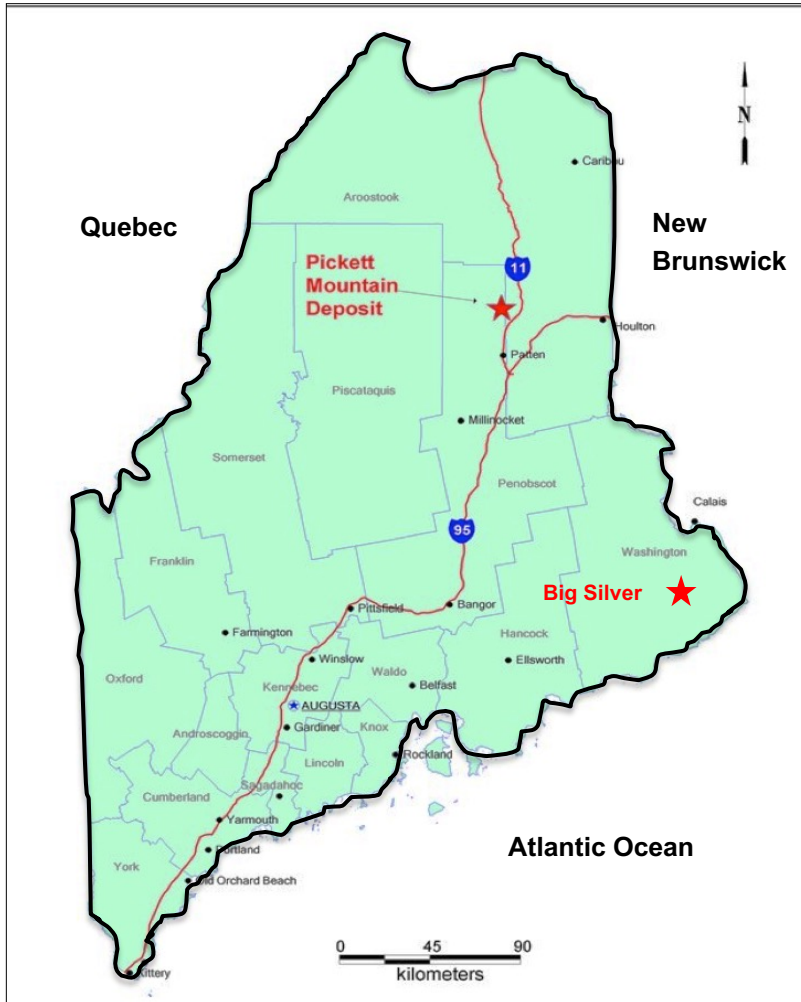 N
Caribou
Aroostook
Quebec
New
Brunswick
Pickett
Mountain
Deposit
11
Houlton
Patten
Piscataquis
Millinocket
Somerset
Penobscot
Calais
95
Washington
Franklin
Big Silver
Pittsfield
Bangor
Farmington
Hancock
Winslow
Ellsworth
Oxford
Waldo
Kennebec
Belfast
AUGUSTA
Androscoggin
Gardiner
Knox
Rockland
Lincoln
Sagadahoc
Cumberland
Yarmouth
Atlantic Ocean
Portland
York
Old Orchard Beach
0 45 90
kilometers
Kittery